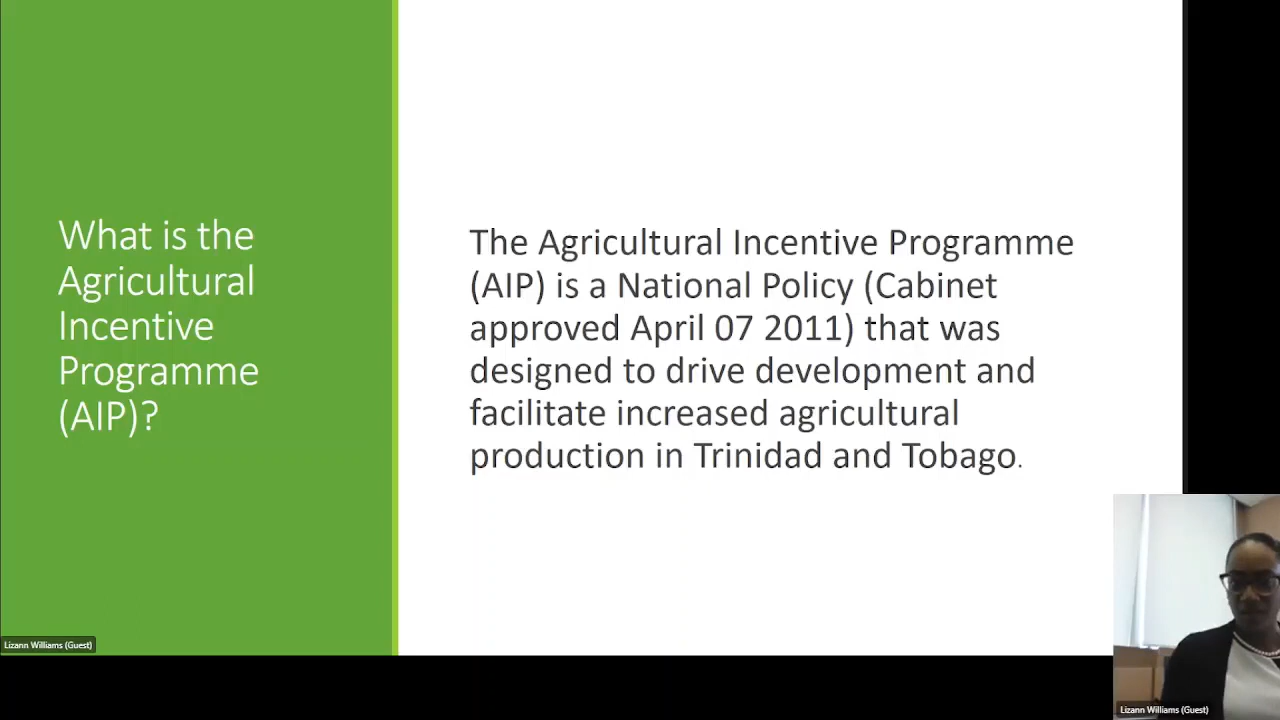 What is the
Agricultural
Incentive
Programme
(AIP)?
The Agricultural Incentive Programme
(AIP) is a National Policy (Cabinet
approved April 07 2011) that was
designed to drive development and
facilitate increased agricultural
production in Trinidad and Tobago.
Lizann Williams (Guest)
Lizann Williams (Guest)